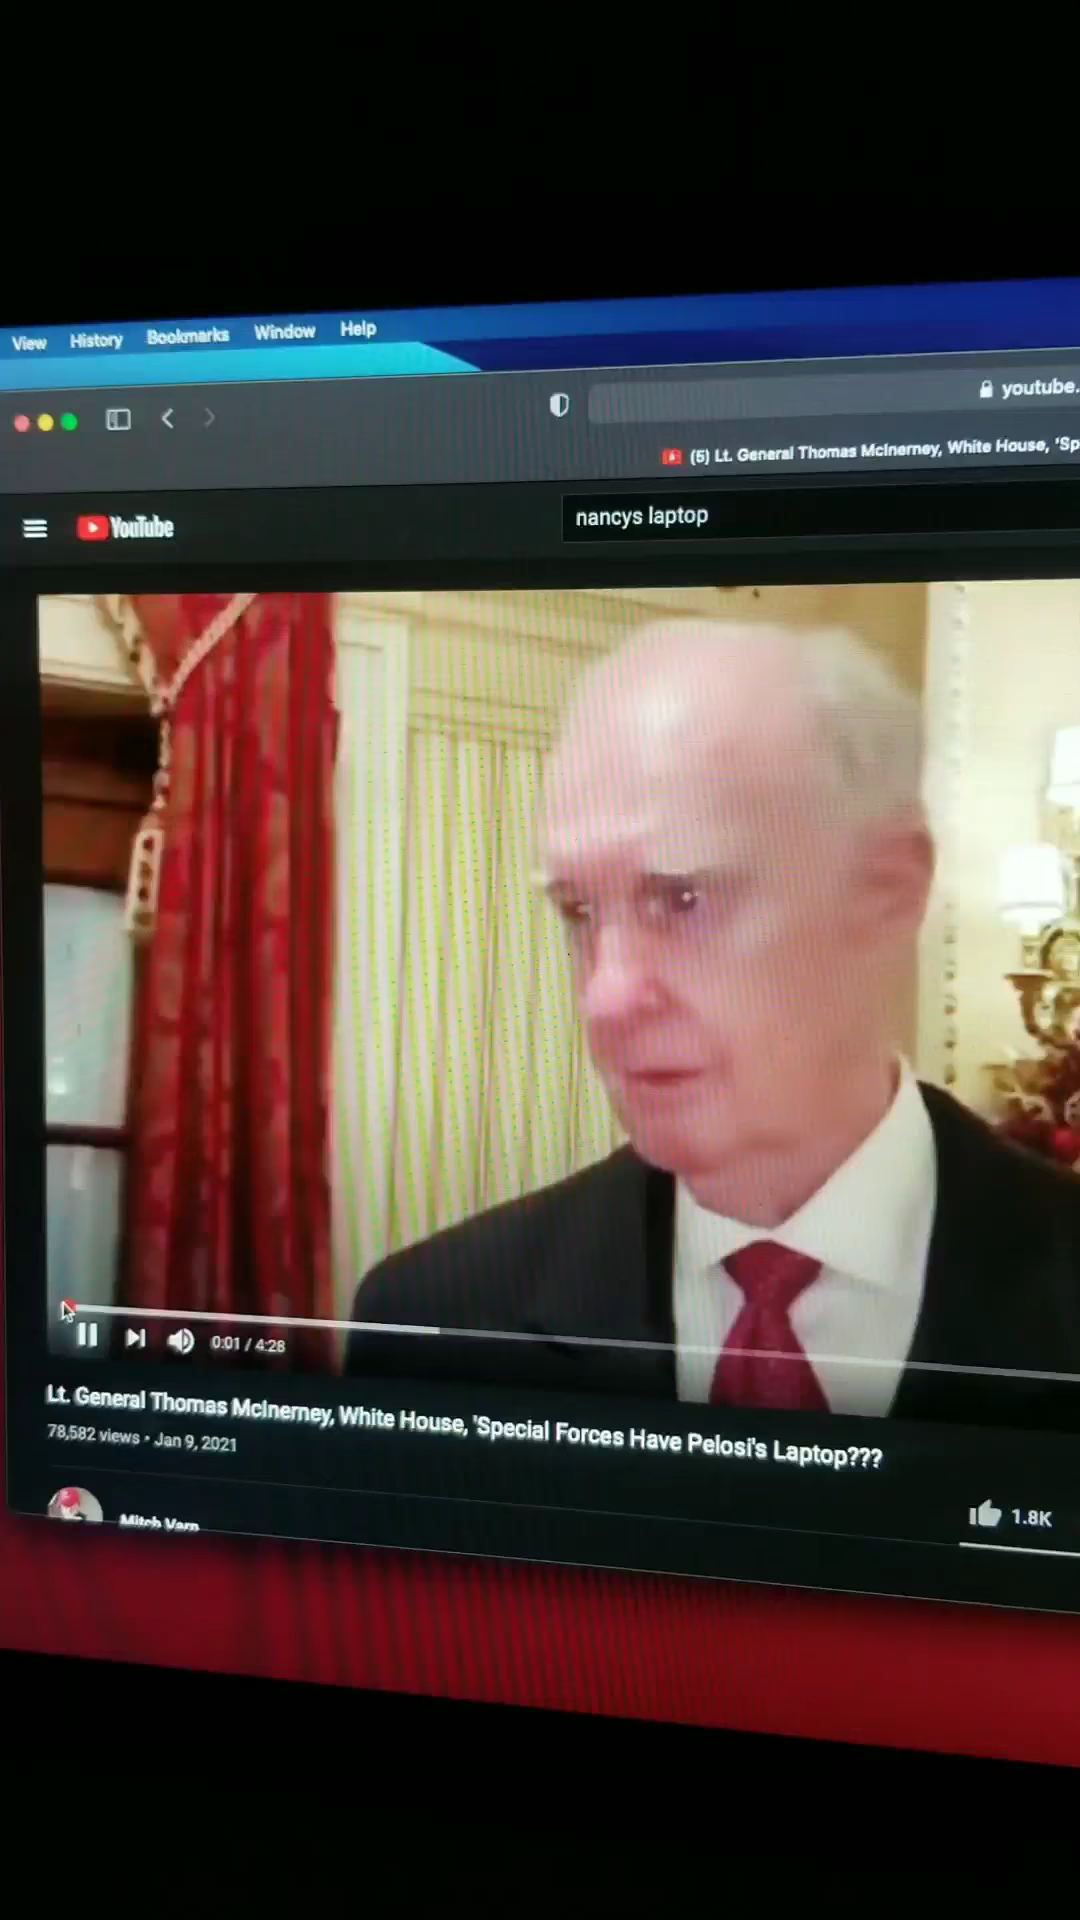 View History Bookmarks Window Help
youtube.
(5) Lt. General Thomas McInerney, White House, 'Sp
YouTube
nancys laptop
0:01 / 4:28
Lt. General Thomas McInerney, White House, 'Special Forces Have Pelosi's Laptop???
78,582 views • Jan 9, 2021
Mitch Varn
1.8K